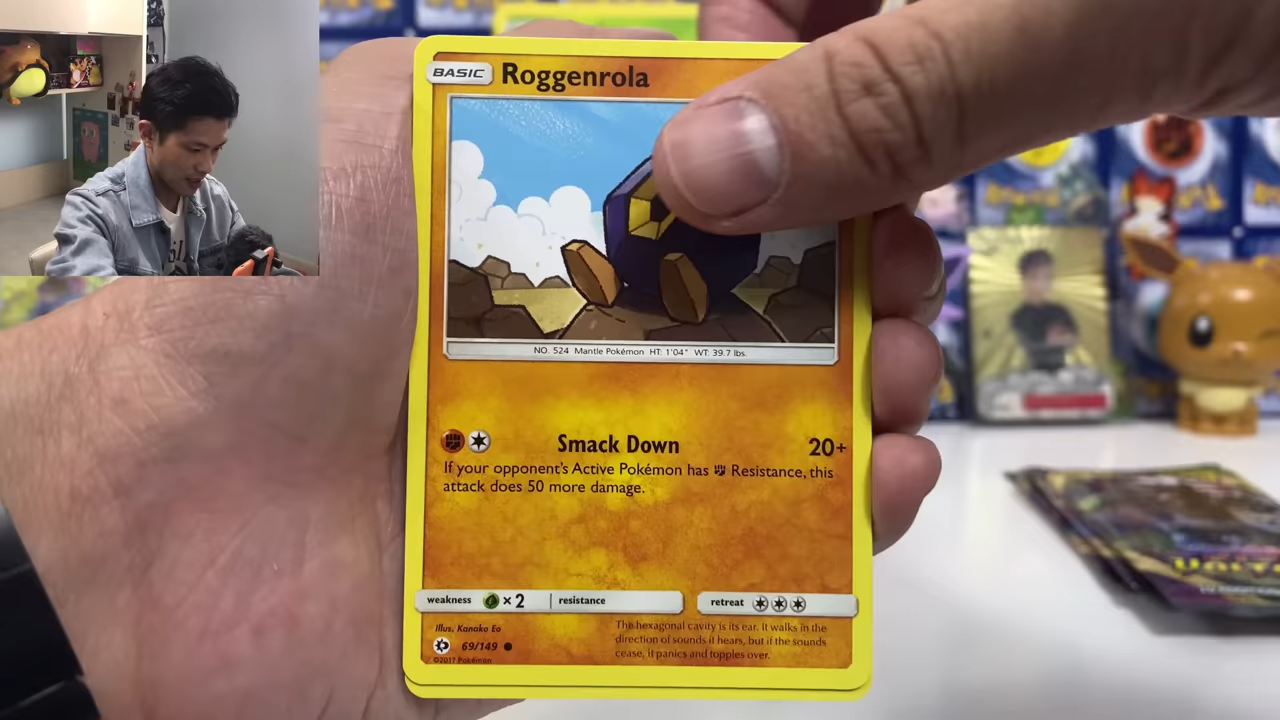 BASIC Roggenrola
NO. 524 Mantle Pokémon HT: 1'04" WT: 39.7 lbs.
Smack Down 20+
If your opponent's Active Pokémon has Resistance, this
attack does 50 more damage.
weakness ×2 resistance retreat
Illus. Kanako Eo
69/149
©2017 Pokémon
The hexagonal cavity is its ear. It walks in the
direction of sounds it hears, but if the sounds
cease, it panics and topples over.